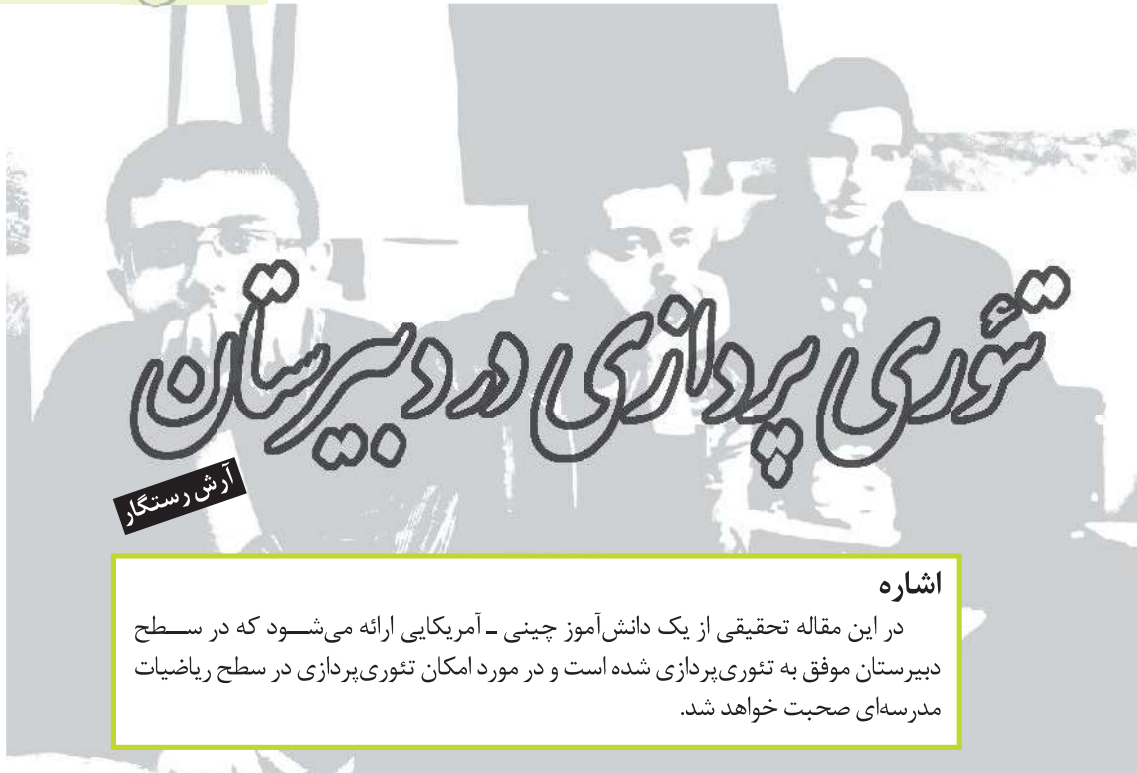 تئوری پردازی در دبیرستان
آرش رستگار
اشاره
در این مقاله تحقیقی از یک دانش‌آموز چینی ـ آمریکایی ارائه می‌شـــود که در ســـطح
دبیرستان موفق به تئوری‌پردازی شده است و در مورد امکان تئوری‌پردازی در سطح ریاضیات
مدرسه‌ای صحبت خواهد شد.